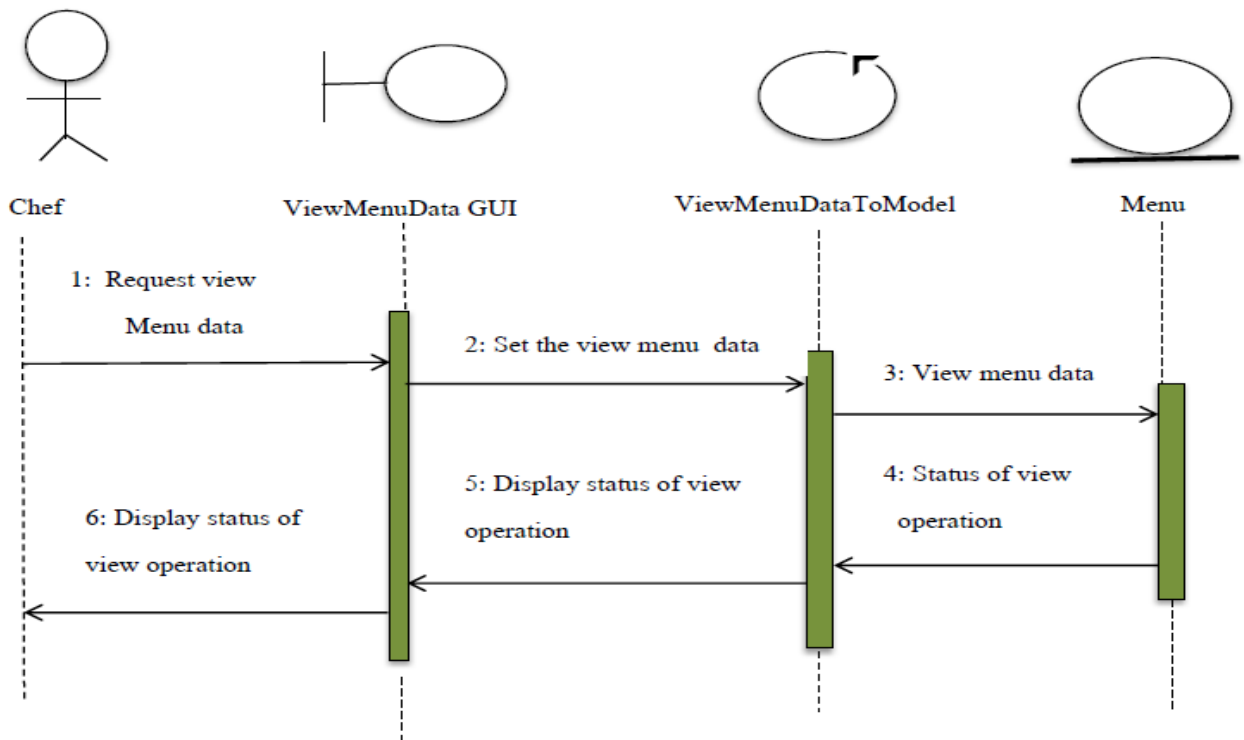 Chef
ViewMenuData GUI
ViewMenuDataToModel
Menu
1: Request view
Menu data
2: Set the view menu data
3: View menu data
4: Status of view
operation
5: Display status of view
operation
6: Display status of
view operation